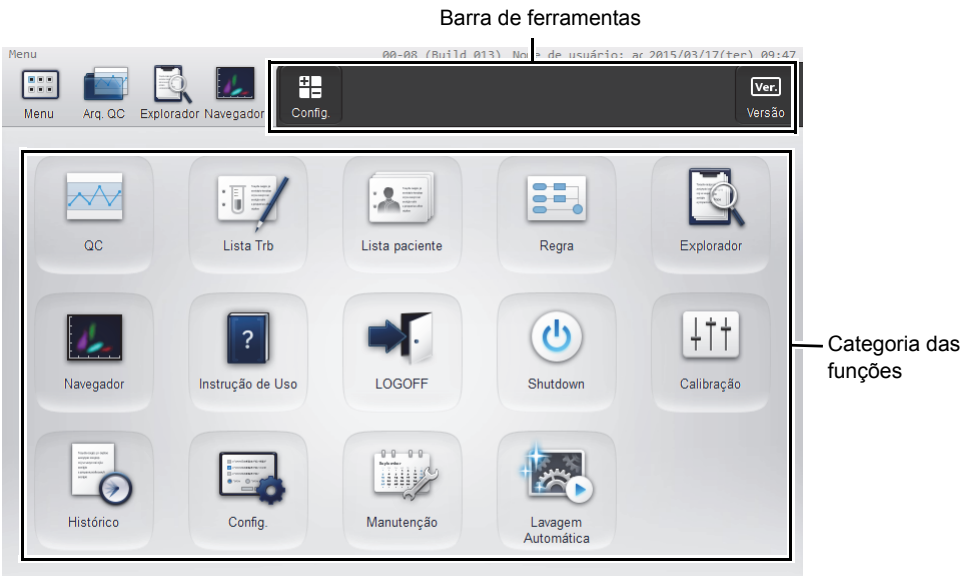 Barra de ferramentas
Menu 00-08 (Build 013) Nome de usuário: ac 2015/03/17(ter) 09:47
Menu Arq. QC Explorador Navegador Config. Ver. Versão
QC Lista Trb Lista paciente Regra Explorador
Categoria das
funções
Navegador Instrução de Uso LOGOFF Shutdown Calibração
September
Histórico Config. Manutenção Lavagem
Automática